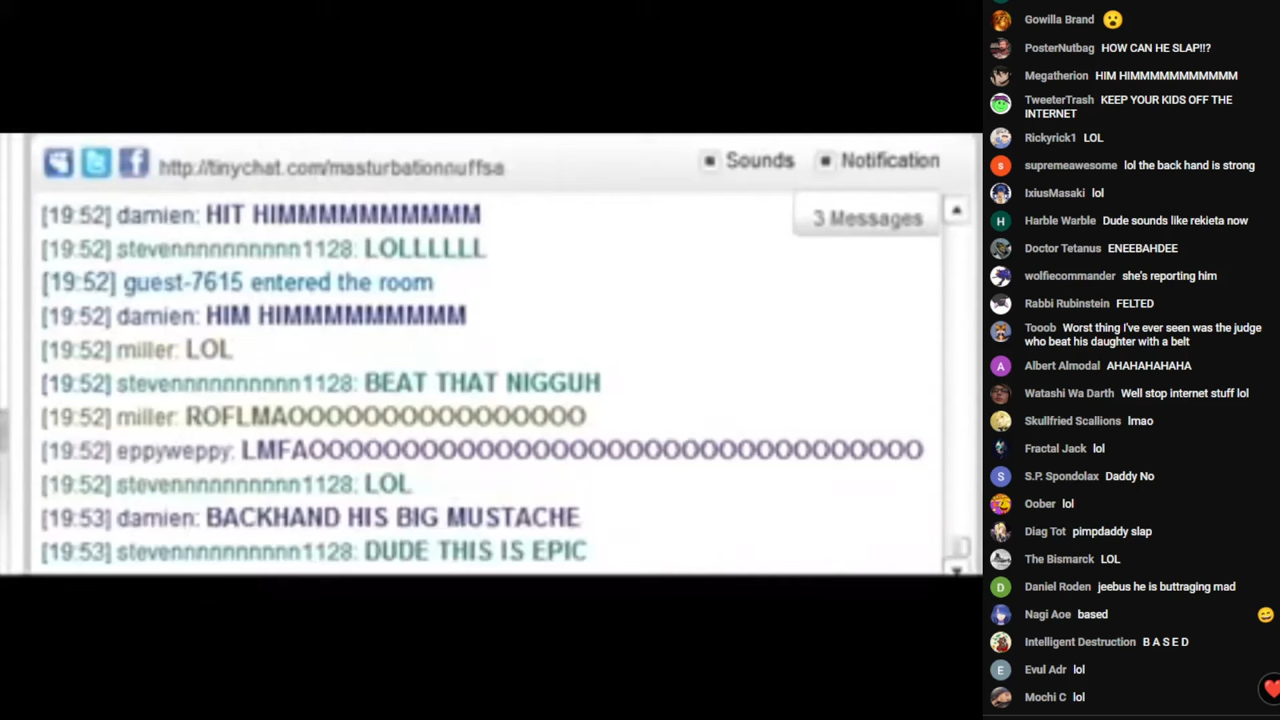 http://tinychat.com/masturbationnuffsa
Sounds
Notification
3 Messages
[19:52] damien: HIT HIMMMMMMMMMM
[19:52] stevennnnnnnnnn1128: LOLLLLLL
[19:52] guest-7615 entered the room
[19:52] damien: HIM HIMMMMMMMMMM
[19:52] miller: LOL
[19:52] stevennnnnnnnnn1128: BEAT THAT NIGGUH
[19:52] miller: ROFLMAOOOOOOOOOOOOOOOOO
[19:52] eppyweppy: LMFAOOOOOOOOOOOOOOOOOOOOOOOOOOOOOOOOOOO
[19:52] stevennnnnnnnnn1128: LOL
[19:53] damien: BACKHAND HIS BIG MUSTACHE
[19:53] stevennnnnnnnnn1128: DUDE THIS IS EPIC
Gowilla Brand 😮
PosterNutbag HOW CAN HE SLAP!!?
Megatherion HIM HIMMMMMMMMMMM
TweeterTrash KEEP YOUR KIDS OFF THE
INTERNET
Rickyrick1 LOL
s supremeawesome lol the back hand is strong
IxiusMasaki lol
H Harble Warble Dude sounds like rekieta now
Doctor Tetanus ENEEBAHDEE
wolfiecommander she's reporting him
Rabbi Rubinstein FELTED
Tooob Worst thing I've ever seen was the judge
who beat his daughter with a belt
A Albert Almodal AHAHAHAHAHA
Watashi Wa Darth Well stop internet stuff lol
Skullfried Scallions lmao
Fractal Jack lol
S S.P. Spondolax Daddy No
Oober lol
Diag Tot pimpdaddy slap
The Bismarck LOL
D Daniel Roden jeebus he is buttraging mad
Nagi Aoe based
Intelligent Destruction B A S E D
E Evul Adr lol
Mochi C lol